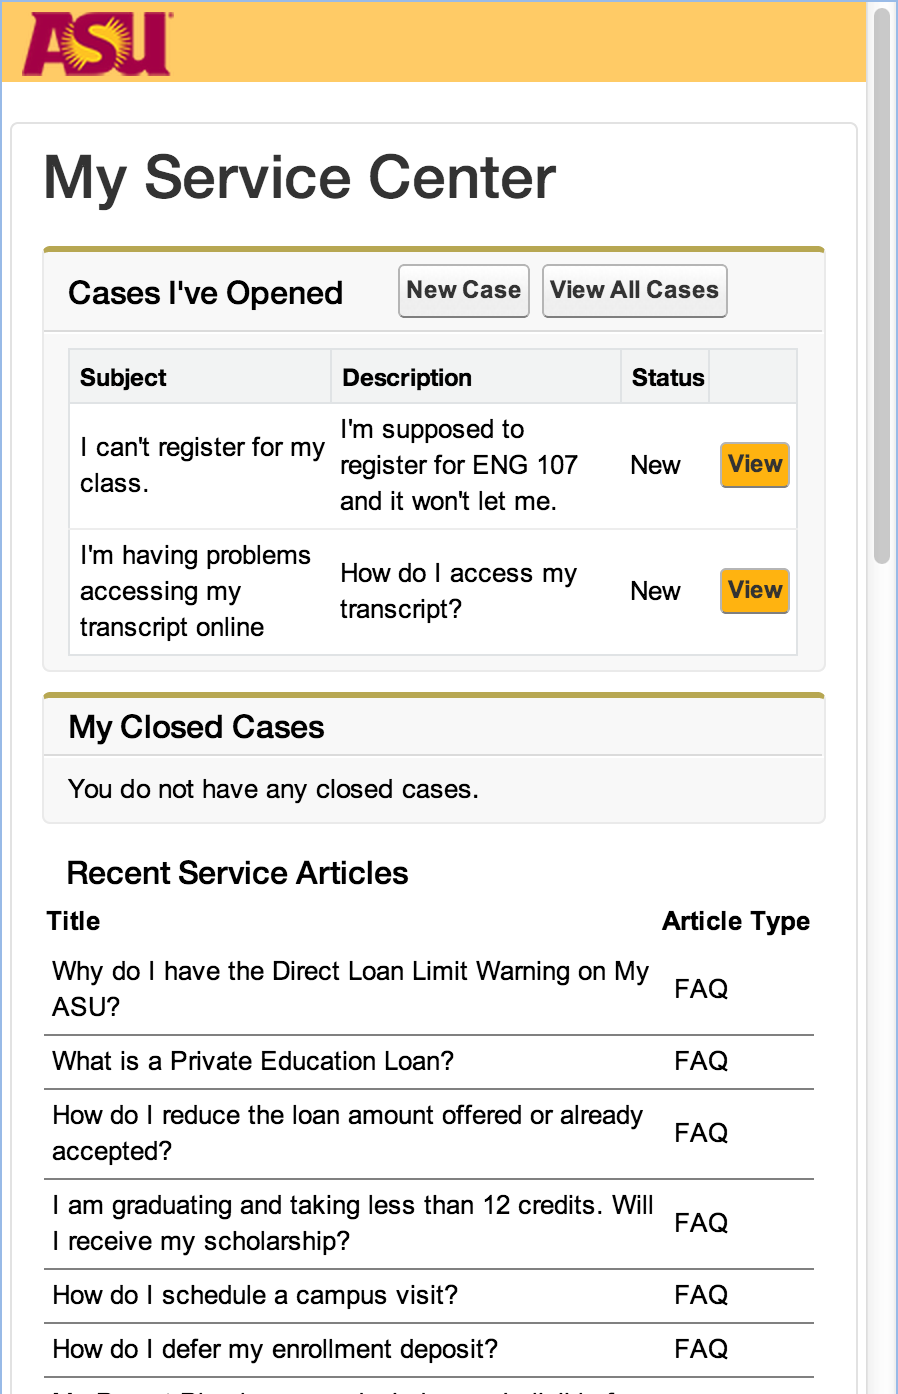 ASU
My Service Center
Cases I've Opened
New Case
View All Cases
Subject
Description
Status
I can't register for my
class.
I'm supposed to
register for ENG 107
and it won't let me.
New
View
I'm having problems
accessing my
transcript online
How do I access my
transcript?
New
View
My Closed Cases
You do not have any closed cases.
Recent Service Articles
Title
Article Type
Why do I have the Direct Loan Limit Warning on My
ASU?
FAQ
What is a Private Education Loan?
FAQ
How do I reduce the loan amount offered or already
accepted?
FAQ
I am graduating and taking less than 12 credits. Will
I receive my scholarship?
FAQ
How do I schedule a campus visit?
FAQ
How do I defer my enrollment deposit?
FAQ